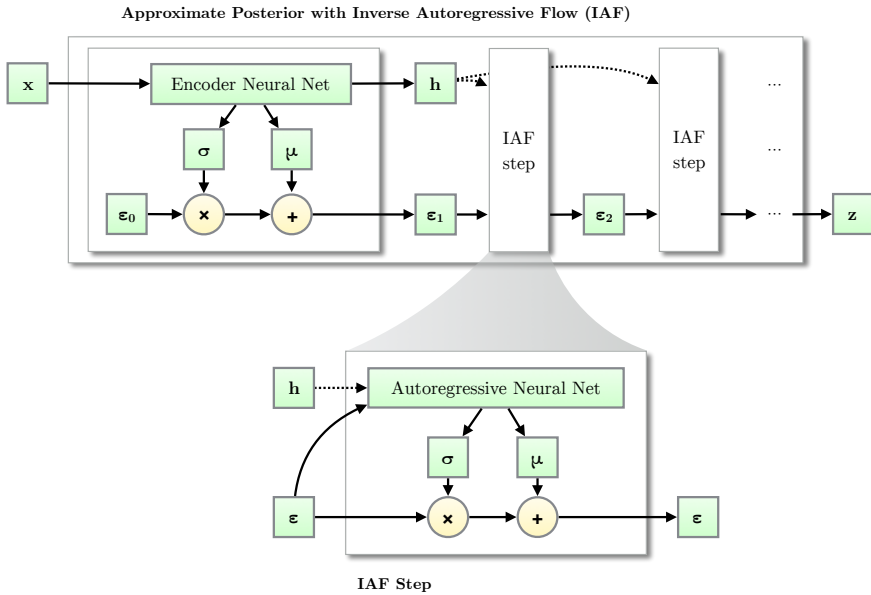 Approximate Posterior with Inverse Autoregressive Flow (IAF)
x
Encoder Neural Net
h
σ
μ
IAF
step
IAF
step
...
...
ε₀
×
+
ε₁
ε₂
...
z
h
Autoregressive Neural Net
σ
μ
ε
×
+
ε
IAF Step